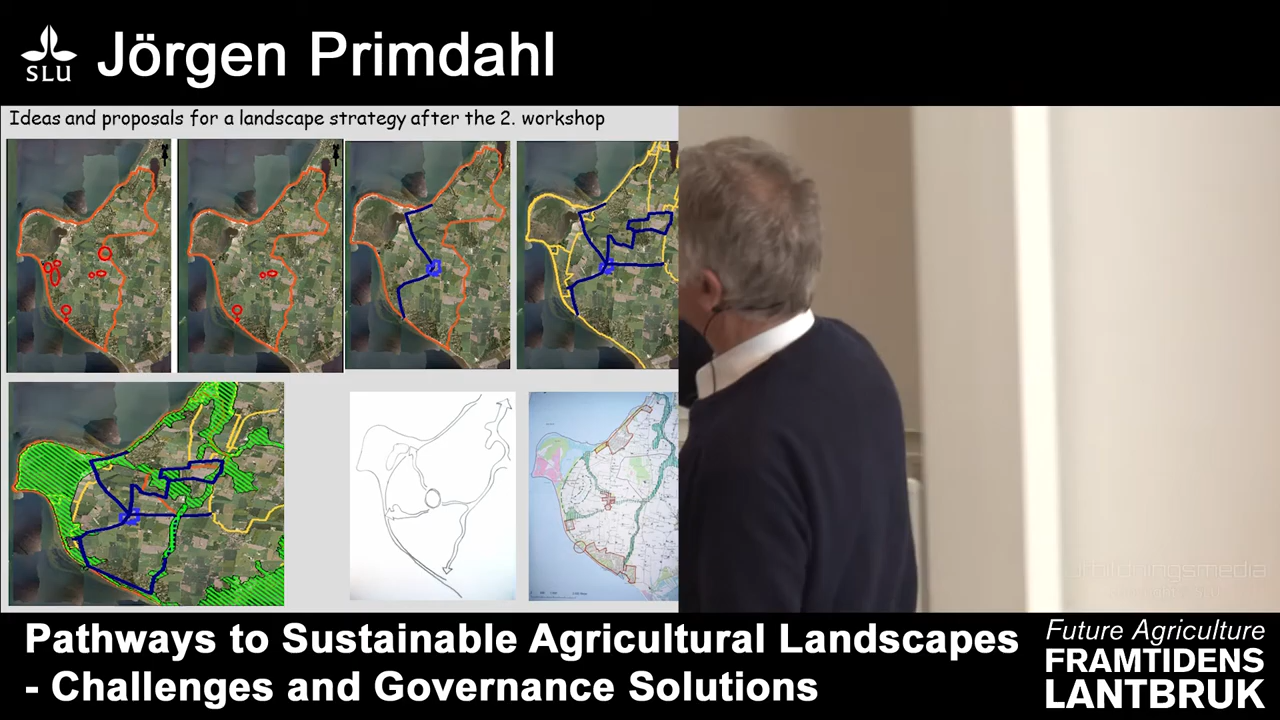 SLU
Jörgen Primdahl
Ideas and proposals for a landscape strategy after the 2. workshop
utbildningsmedia
Pathways to Sustainable Agricultural Landscapes
- Challenges and Governance Solutions
Future Agriculture
FRAMTIDENS
LANTBRUK